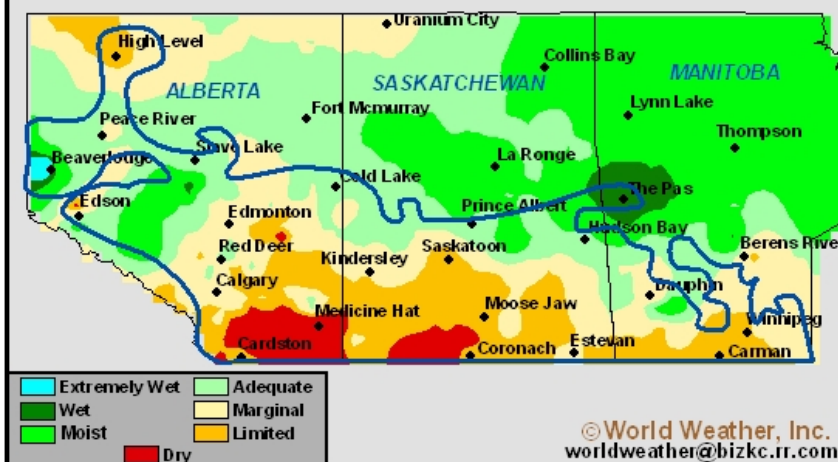 Uranium City
High Level
Collins Bay
ALBERTA
SASKATCHEWAN
MANITOBA
Fort Mcmurray
Lynn Lake
Peace River
Thompson
Slave Lake
Beaverlodge
La Ronge
Cold Lake
The Pas
Edson
Prince Albert
Edmonton
Hudson Bay
Red Deer
Saskatoon
Berens River
Kindersley
Calgary
Dauphin
Medicine Hat
Moose Jaw
Winnipeg
Cardston
Coronach
Estevan
Carman
Extremely Wet
Adequate
Wet
Marginal
Moist
Limited
Dry
©World Weather, Inc.
worldweather@bizkc.rr.com